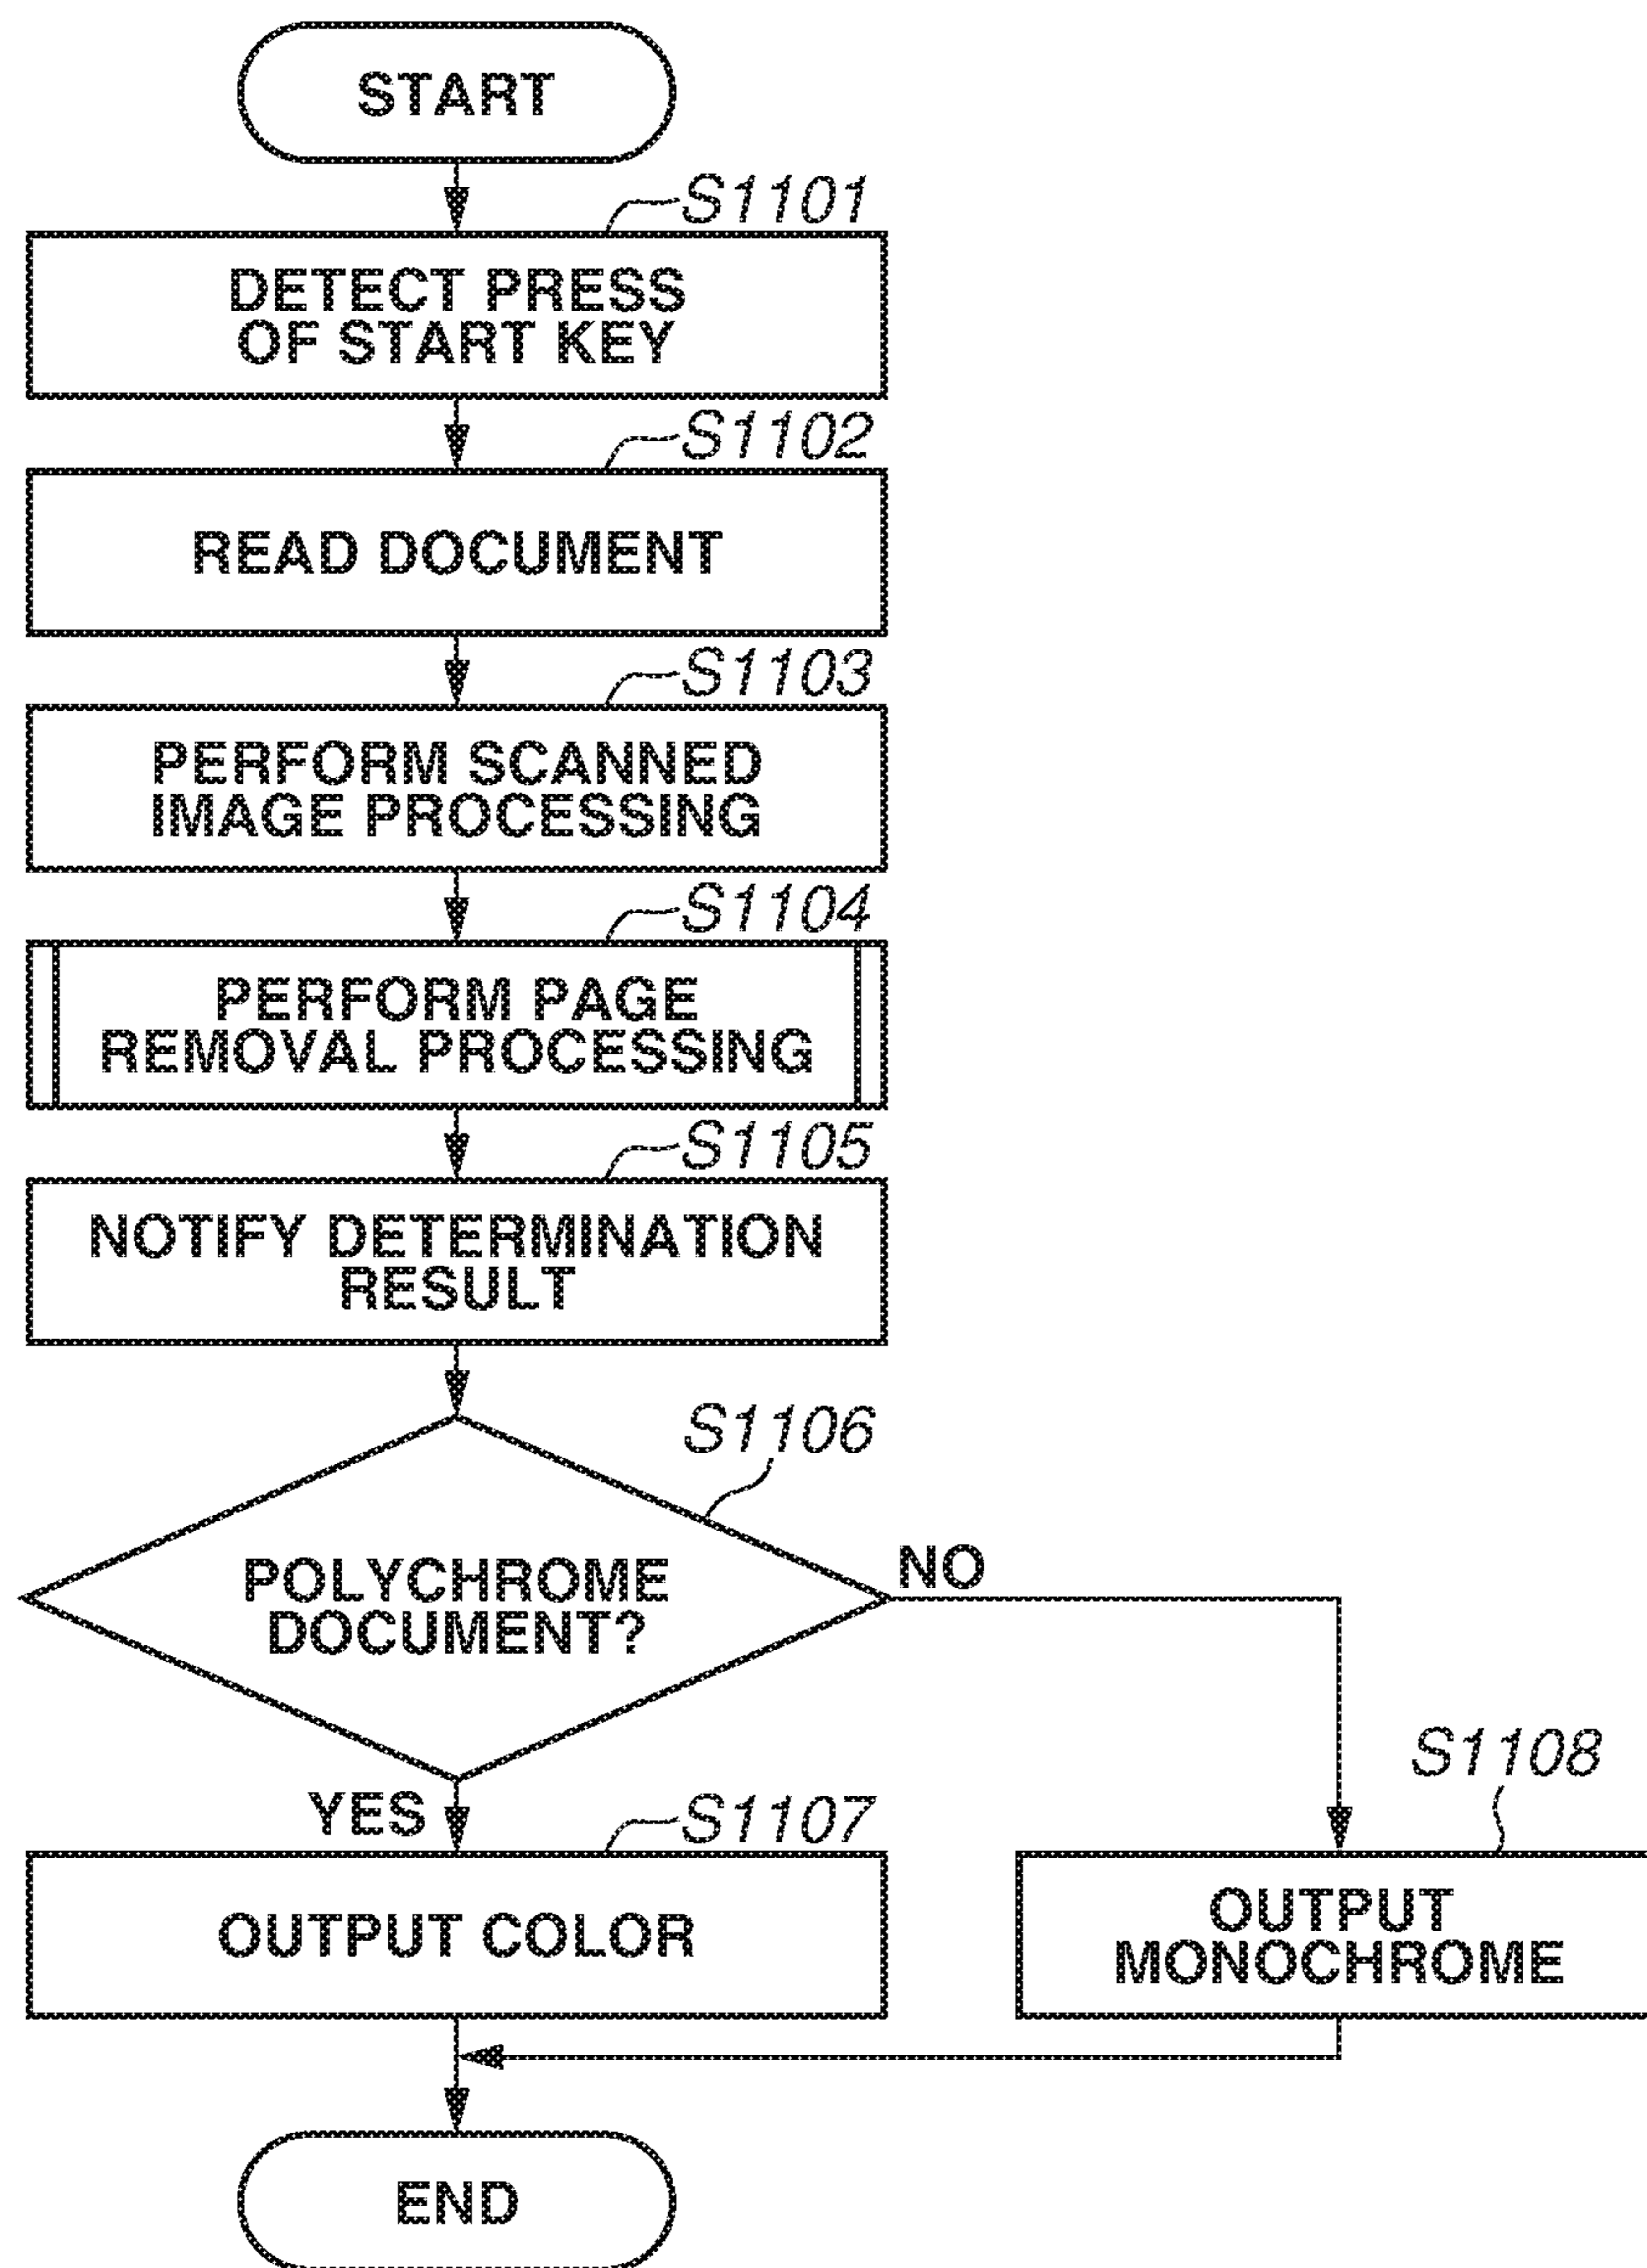 START
S1101
DETECT PRESS
OF START KEY
S1102
READ DOCUMENT
S1103
PERFORM SCANNED
IMAGE PROCESSING
S1104
PERFORM PAGE
REMOVAL PROCESSING
S1105
NOTIFY DETERMINATION
RESULT
S1106
POLYCHROME
DOCUMENT?
NO
YES
S1107
S1108
OUTPUT COLOR
OUTPUT
MONOCHROME
END